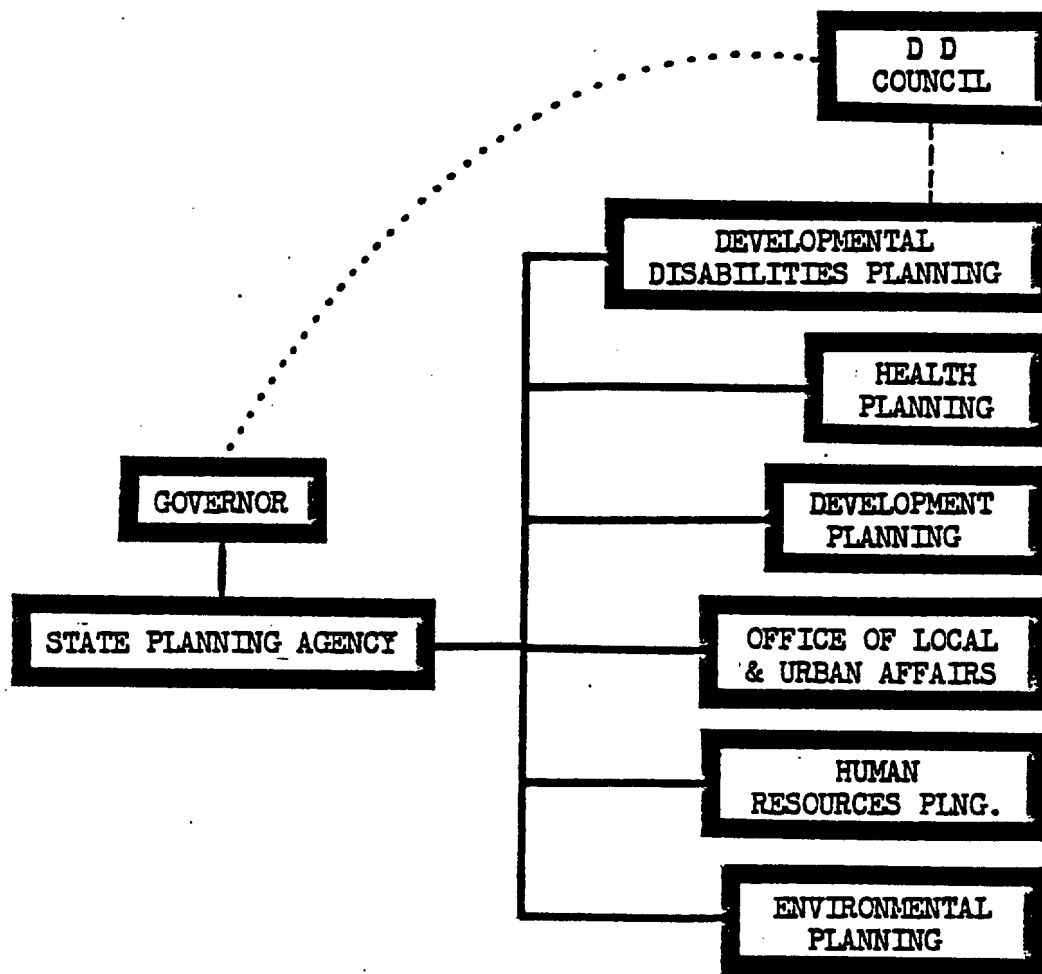 D D
COUNCIL
DEVELOPMENTAL
DISABILITIES PLANNING
HEALTH
PLANNING
GOVERNOR
DEVELOPMENT
PLANNING
STATE PLANNING AGENCY
OFFICE OF LOCAL
& URBAN AFFAIRS
HUMAN
RESOURCES PLNG.
ENVIRONMENTAL
PLANNING